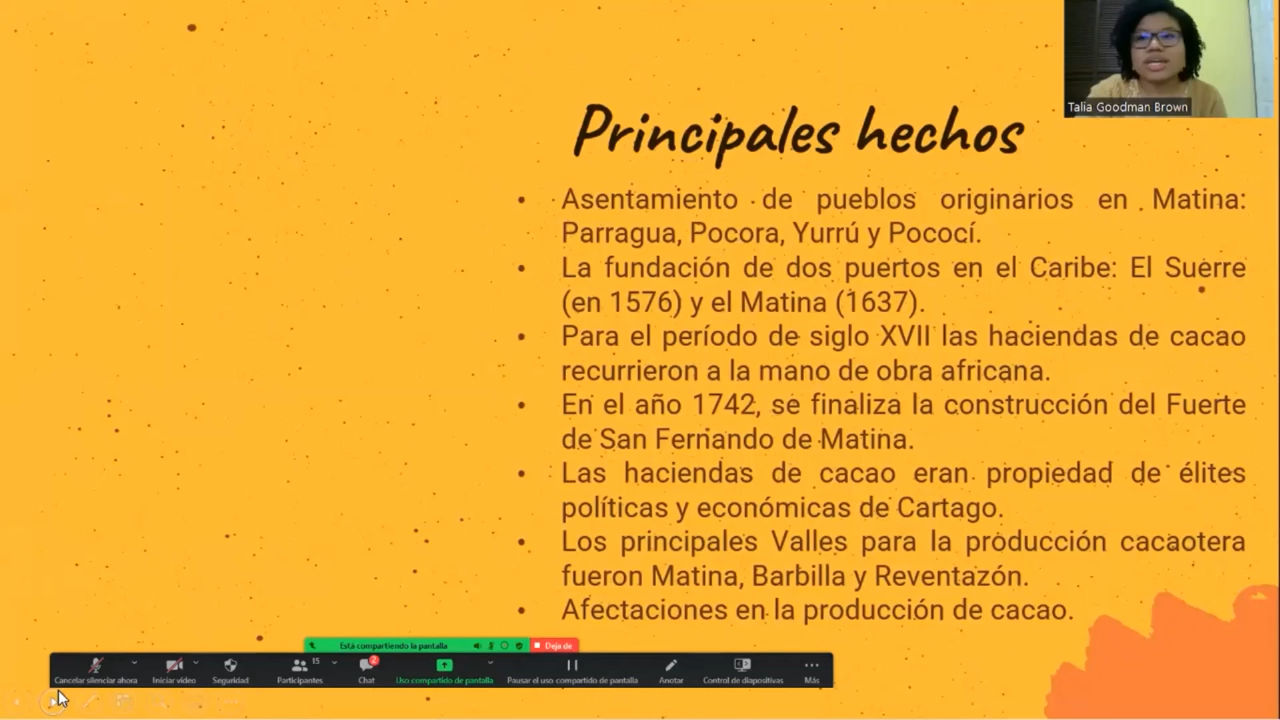 Talia Goodman Brown
Principales hechos
• Asentamiento de pueblos originarios en Matina:
Parragua, Pocora, Yurrú y Pococí.
• La fundación de dos puertos en el Caribe: El Suerre
(en 1576) y el Matina (1637).
• Para el período de siglo XVII las haciendas de cacao
recurrieron a la mano de obra africana.
• En el año 1742, se finaliza la construcción del Fuerte
de San Fernando de Matina.
• Las haciendas de cacao eran propiedad de élites
políticas y económicas de Cartago.
• Los principales Valles para la producción cacaotera
fueron Matina, Barbilla y Reventazón.
• Afectaciones en la producción de cacao.
Está compartiendo la pantalla Deja de
15 2
Cancelar silenciar ahora Iniciar video Seguridad Participantes Chat Uso compartido de pantalla Pausar el uso compartido de pantalla Anotar Control de diapositivas Más